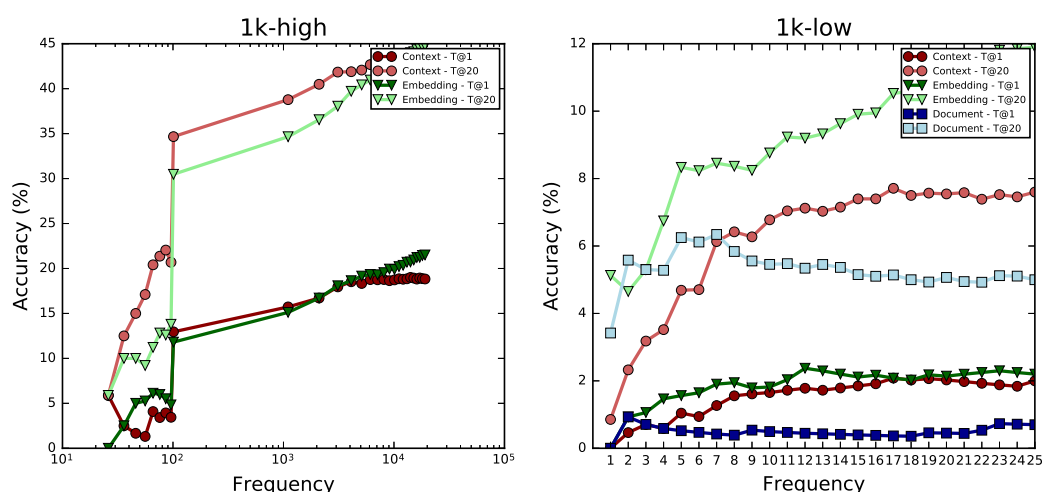 1k-high
45
40
35
30
25
20
15
10
5
0
Accuracy (%)
Context - T@1
Context - T@20
Embedding - T@1
Embedding - T@20
10¹ 10² 10³ 10⁴ 10⁵
Frequency
1k-low
12
10
8
6
4
2
0
Accuracy (%)
Context - T@1
Context - T@20
Embedding - T@1
Embedding - T@20
Document - T@1
Document - T@20
1 2 3 4 5 6 7 8 9 10 11 12 13 14 15 16 17 18 19 20 21 22 23 24 25
Frequency